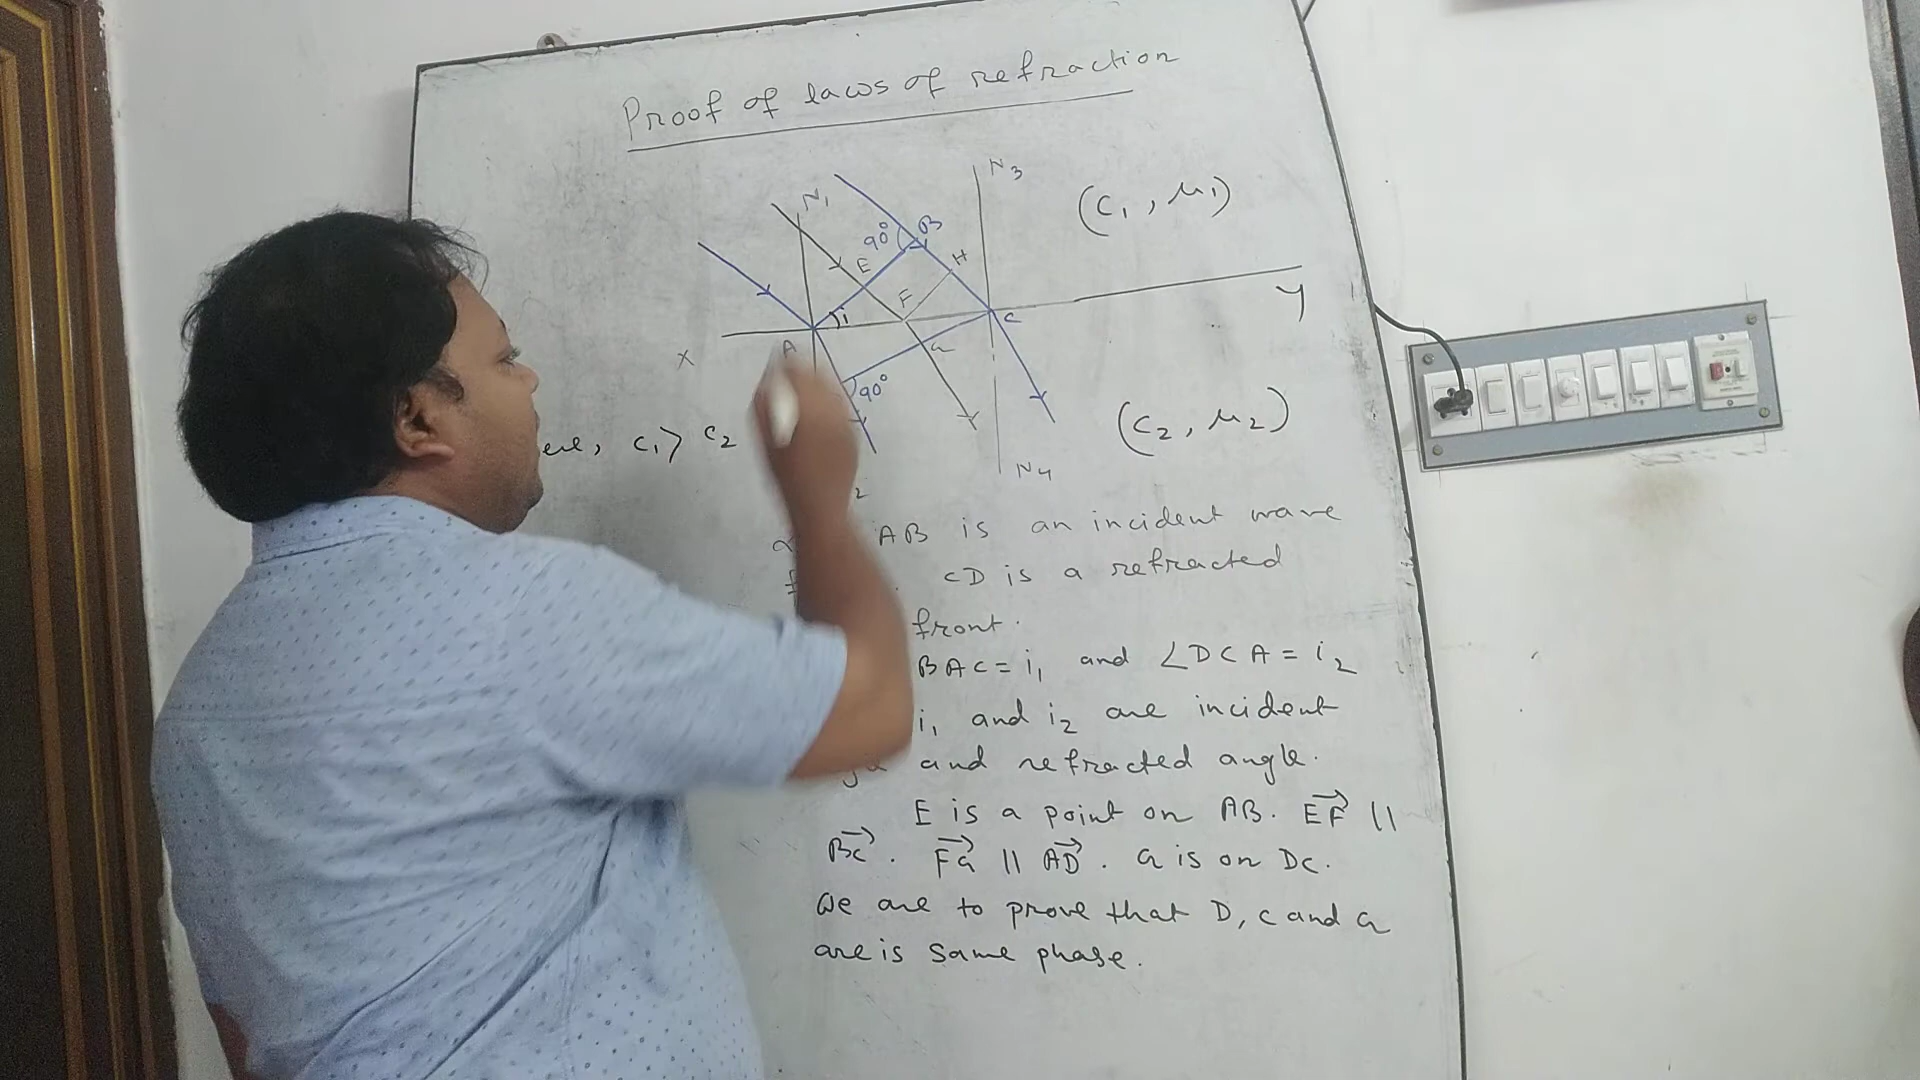 Proof of laws of refraction
N3
N1
(C1, μ1)
B
90°
H
E
F
i
C
Y
X
A
G
90°
C1 > C2
(C2, μ2)
N4
2
AB is an incident wave
CD is a refracted
front.
BAC = i1 and ∠DCA = i2
i1 and i2 are incident
and refracted angle.
E is a point on AB. EF ||
BC. FG || AD. G is on DC.
We are to prove that D, C and G
are is same phase.